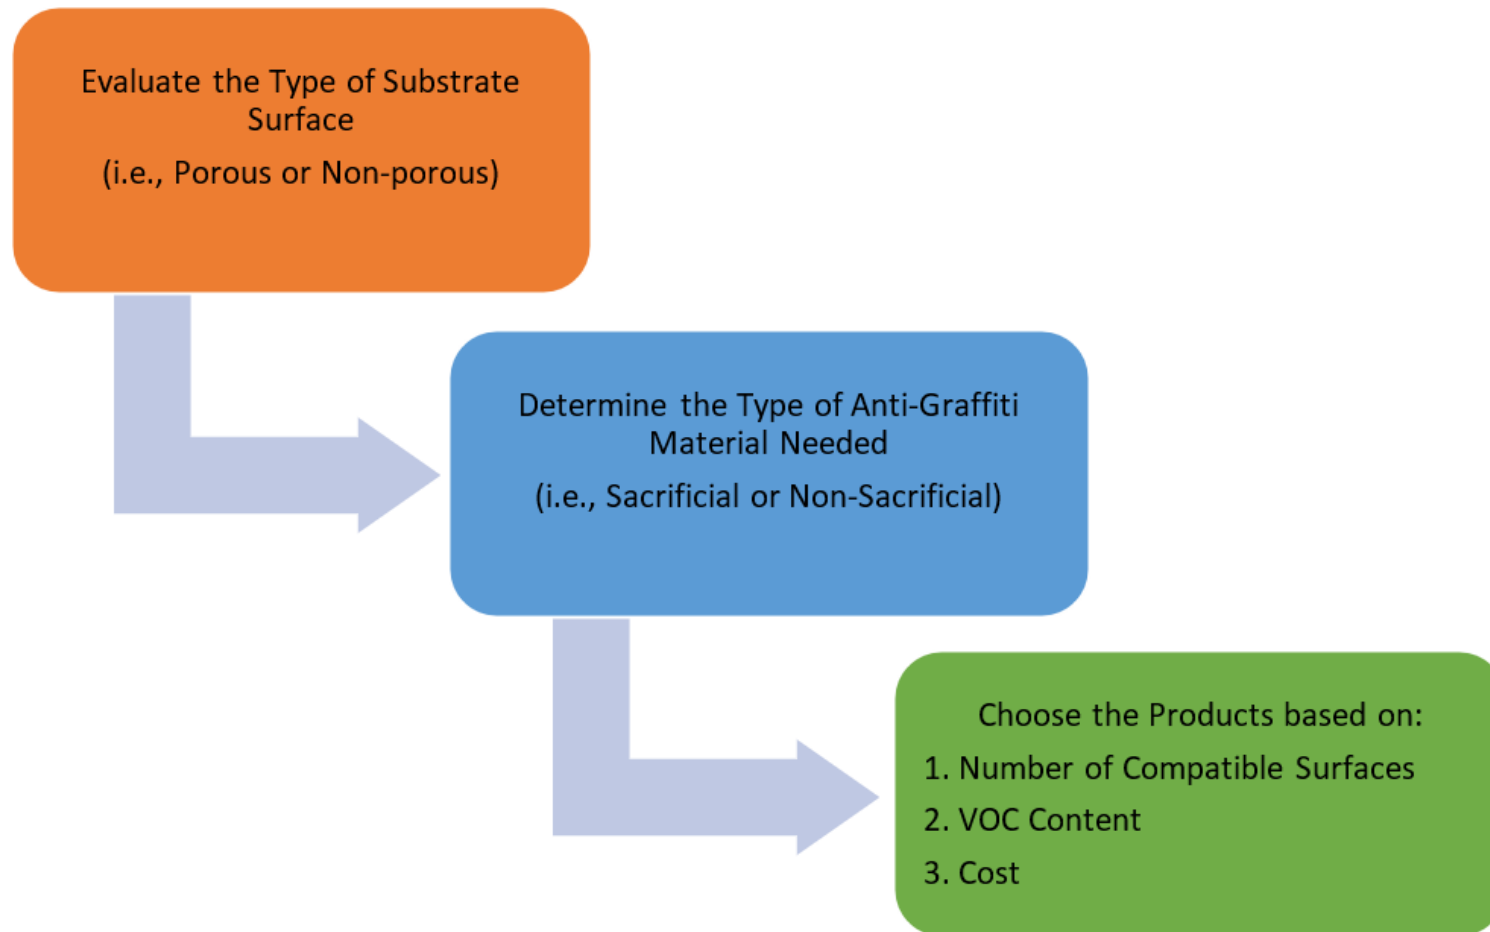 Evaluate the Type of Substrate
Surface
(i.e., Porous or Non-porous)
Determine the Type of Anti-Graffiti
Material Needed
(i.e., Sacrificial or Non-Sacrificial)
Choose the Products based on:
1. Number of Compatible Surfaces
2. VOC Content
3. Cost